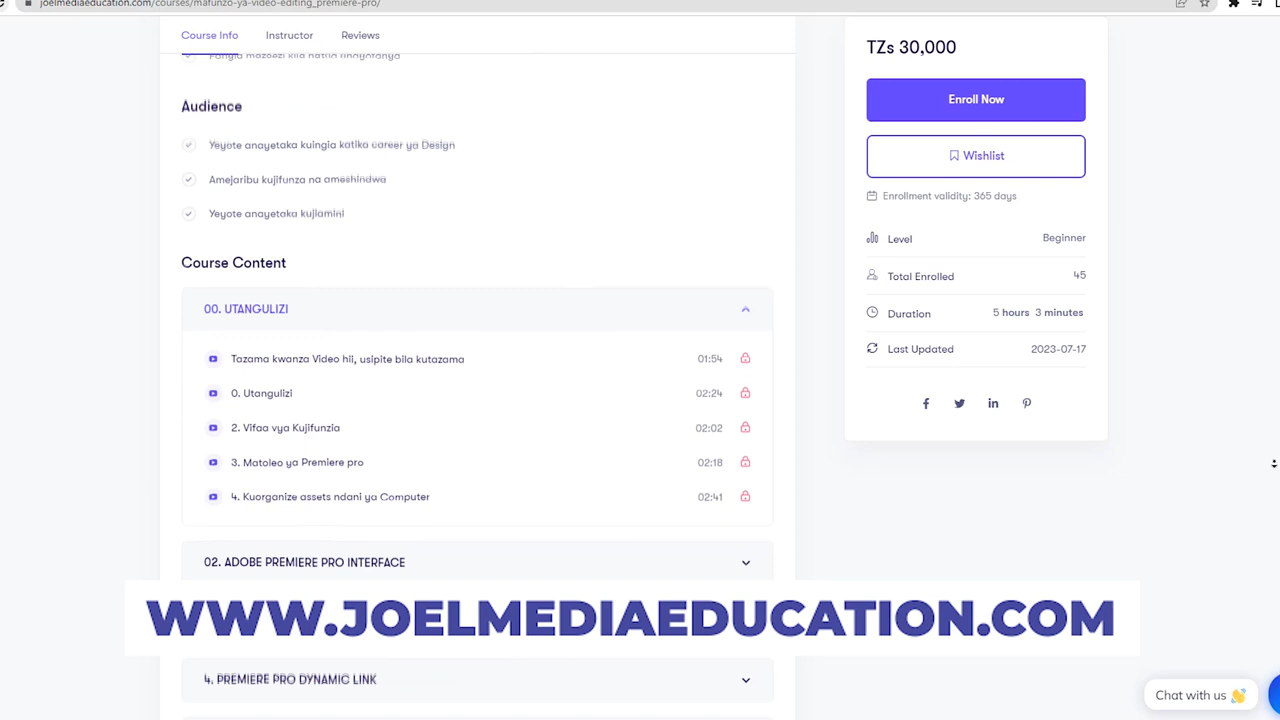 joelmediaeducation.com/courses/mafunzo-ya-video-editing_premiere-pro/
Course Info
Instructor
Reviews
Audience
Yeyote anayetaka kuingia katika career ya Design
Amejaribu kujifunza na ameshindwa
Yeyote anayetaka kujiamini
Course Content
00. UTANGULIZI
Tazama kwanza Video hii, usipite bila kutazama 01:54
0. Utangulizi 02:24
2. Vifaa vya Kujifunzia 02:02
3. Matoleo ya Premiere pro 02:18
4. Kuorganize assets ndani ya Computer 02:41
02. ADOBE PREMIERE PRO INTERFACE
WWW.JOELMEDIAEDUCATION.COM
4. PREMIERE PRO DYNAMIC LINK
TZs 30,000
Enroll Now
Wishlist
Enrollment validity: 365 days
Level Beginner
Total Enrolled 45
Duration 5 hours 3 minutes
Last Updated 2023-07-17
Chat with us 👋